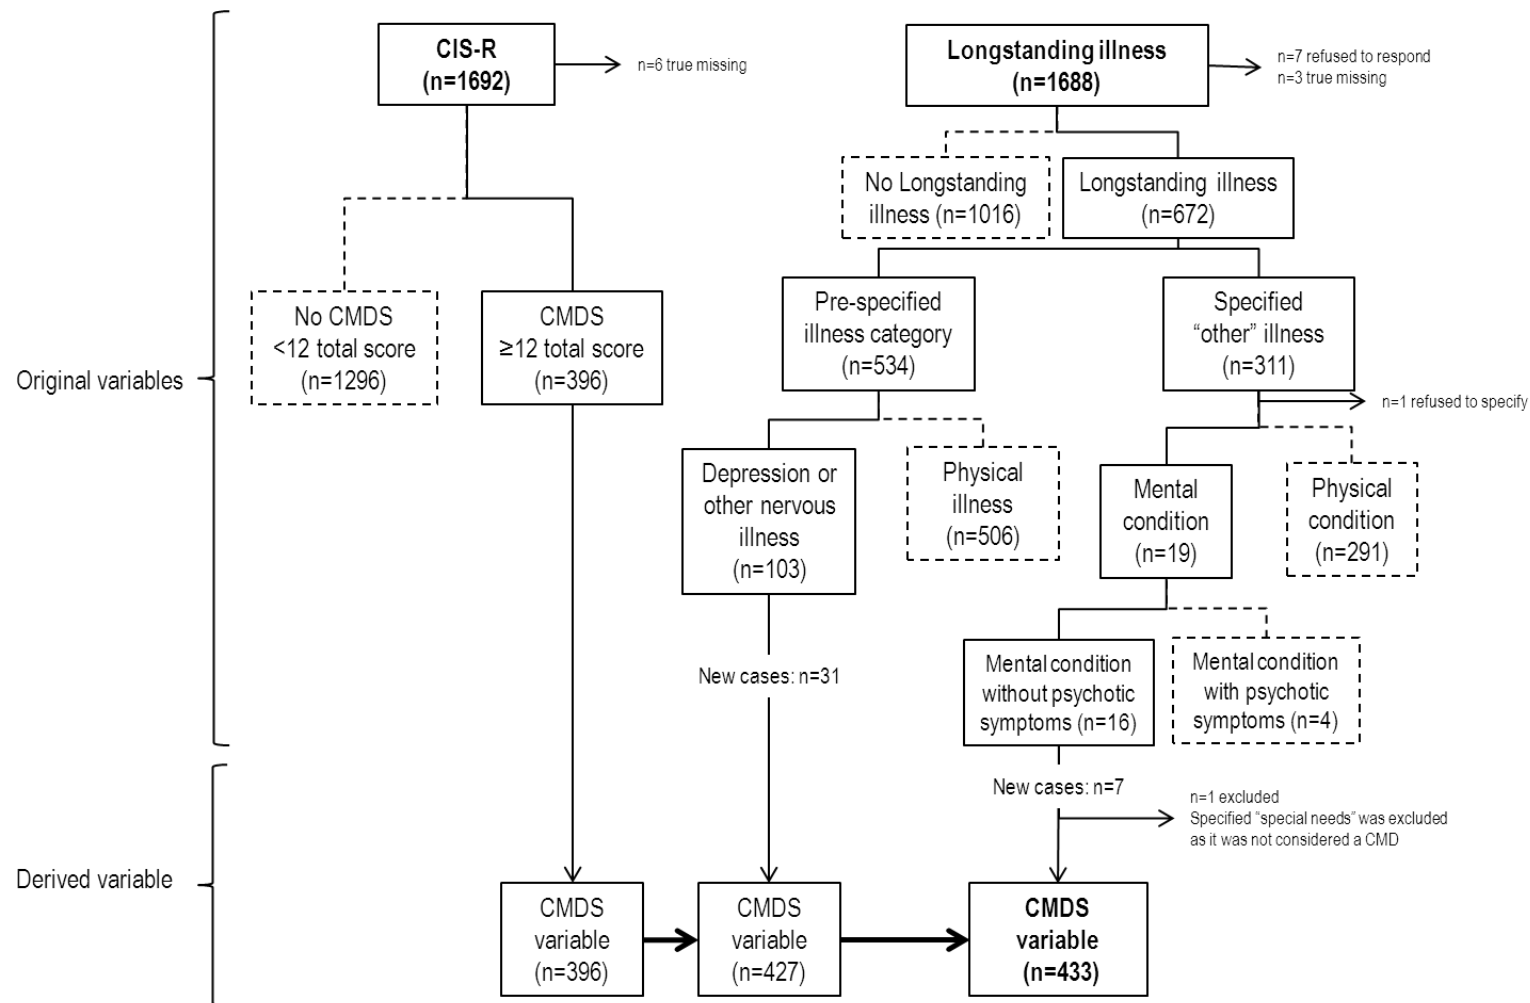 CIS-R
(n=1692)
n=6 true missing
Longstanding illness
(n=1688)
n=7 refused to respond
n=3 true missing
No Longstanding
illness (n=1016)
Longstanding illness
(n=672)
Original variables
No CMDS
<12 total score
(n=1296)
CMDS
≥12 total score
(n=396)
Pre-specified
illness category
(n=534)
Specified
“other” illness
(n=311)
n=1 refused to specify
Depression or
other nervous
illness
(n=103)
Physical
illness
(n=506)
Mental
condition
(n=19)
Physical
condition
(n=291)
New cases: n=31
Mental condition
without psychotic
symptoms (n=16)
Mental condition
with psychotic
symptoms (n=4)
New cases: n=7
n=1 excluded
Specified “special needs” was excluded
as it was not considered a CMD
Derived variable
CMDS
variable
(n=396)
CMDS
variable
(n=427)
CMDS
variable
(n=433)